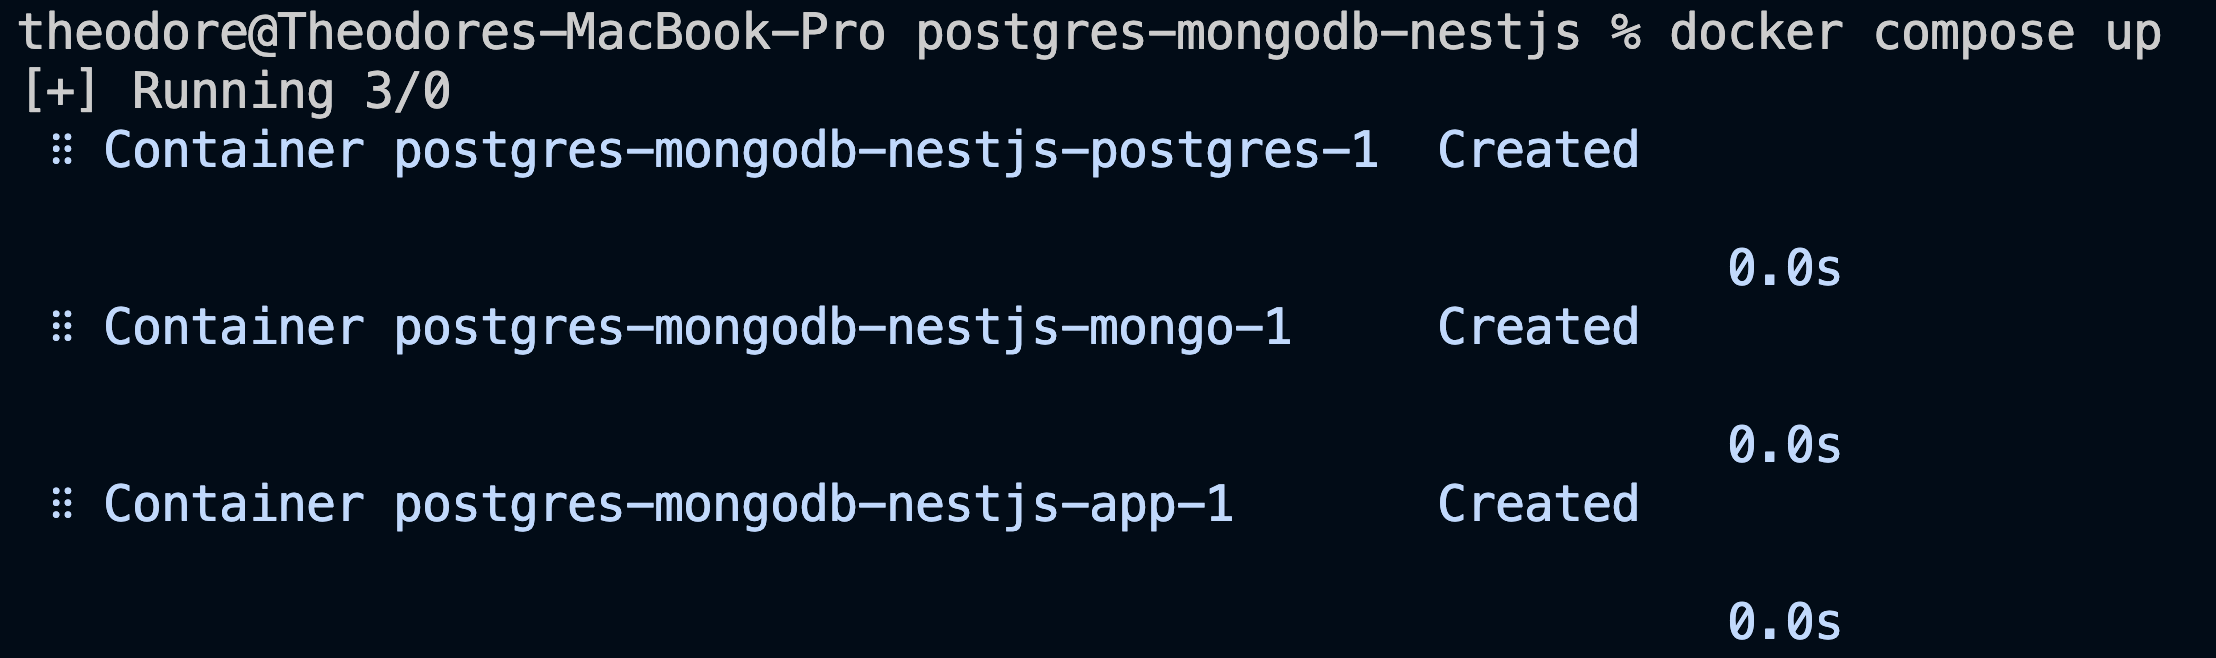 theodore@Theodores-MacBook-Pro postgres-mongodb-nestjs % docker compose up
[+] Running 3/0
⠿ Container postgres-mongodb-nestjs-postgres-1  Created
0.0s
⠿ Container postgres-mongodb-nestjs-mongo-1     Created
0.0s
⠿ Container postgres-mongodb-nestjs-app-1       Created
0.0s